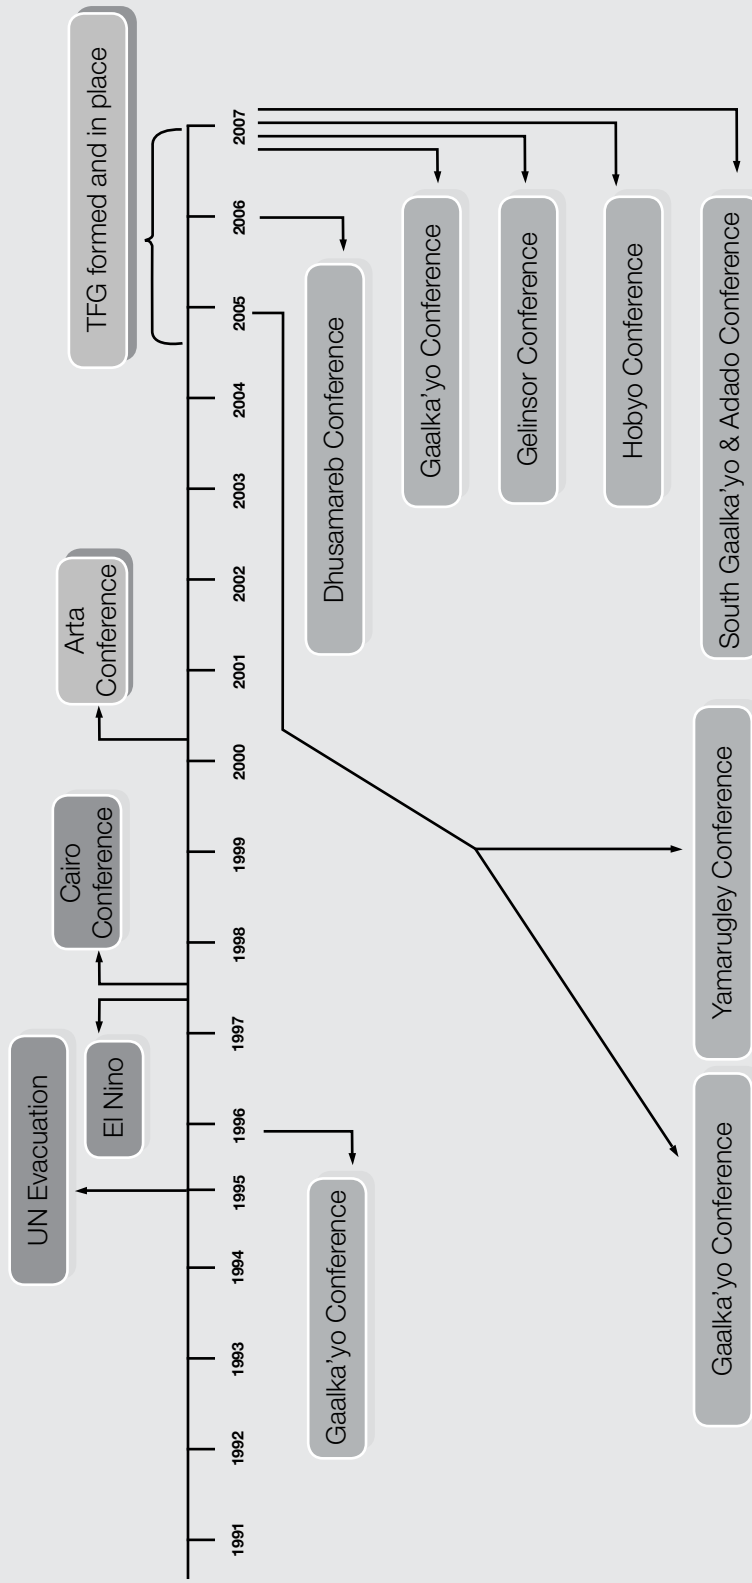 UN Evacuation
El Nino
Cairo
Conference
Arta
Conference
TFG formed and in place
1991
1992
1993
1994
1995
1996
1997
1998
1999
2000
2001
2002
2003
2004
2005
2006
2007
Gaalka'yo Conference
Dhusamareb Conference
Gaalka'yo Conference
Gelinsor Conference
Hobyo Conference
Gaalka'yo Conference
Yamarugley Conference
South Gaalka'yo & Adado Conference